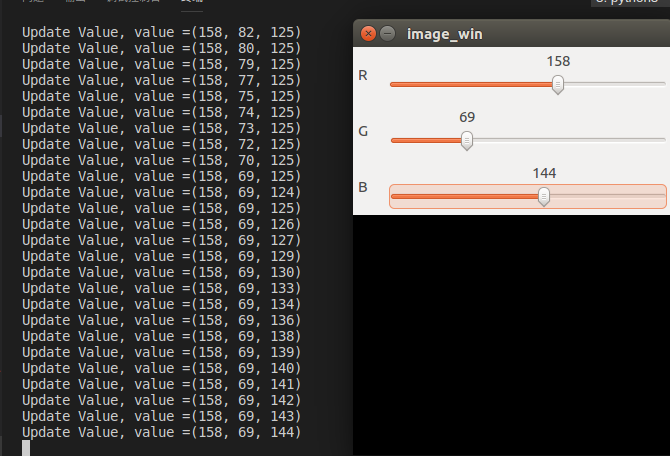 Update Value, value =(158, 82, 125)
Update Value, value =(158, 80, 125)
Update Value, value =(158, 79, 125)
Update Value, value =(158, 77, 125)
Update Value, value =(158, 75, 125)
Update Value, value =(158, 74, 125)
Update Value, value =(158, 73, 125)
Update Value, value =(158, 72, 125)
Update Value, value =(158, 70, 125)
Update Value, value =(158, 69, 125)
Update Value, value =(158, 69, 124)
Update Value, value =(158, 69, 125)
Update Value, value =(158, 69, 126)
Update Value, value =(158, 69, 127)
Update Value, value =(158, 69, 129)
Update Value, value =(158, 69, 130)
Update Value, value =(158, 69, 133)
Update Value, value =(158, 69, 134)
Update Value, value =(158, 69, 136)
Update Value, value =(158, 69, 138)
Update Value, value =(158, 69, 139)
Update Value, value =(158, 69, 140)
Update Value, value =(158, 69, 141)
Update Value, value =(158, 69, 142)
Update Value, value =(158, 69, 143)
Update Value, value =(158, 69, 144)
image_win
158
R
69
G
144
B